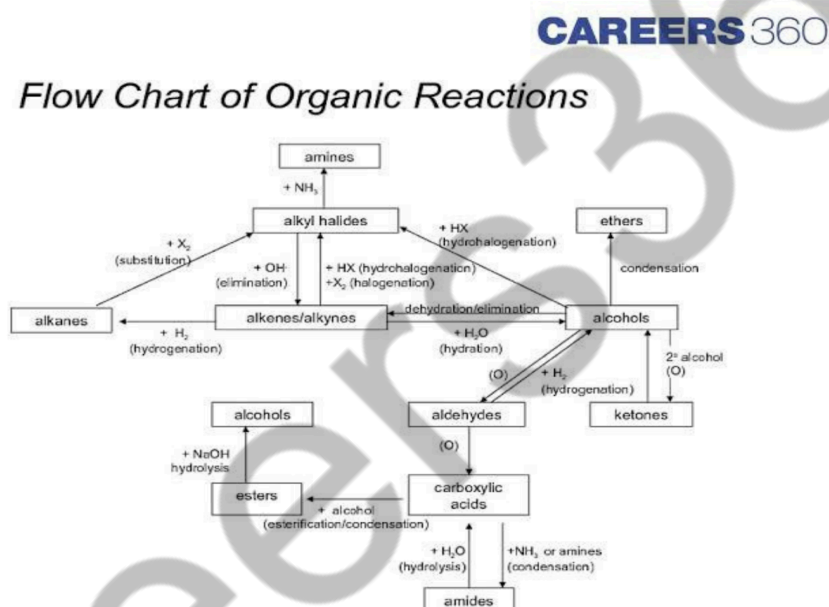 CAREERS360
Flow Chart of Organic Reactions
amines
+ NH3
alkyl halides
ethers
+ X2
(substitution)
+ HX
(hydrohalogenation)
+ OH-
(elimination)
+ HX (hydrohalogenation)
+X2 (halogenation)
condensation
alkanes
alkenes/alkynes
dehydration/elimination
alcohols
+ H2
(hydrogenation)
+ H2O
(hydration)
2° alcohol
(O)
(O)
+ H2
(hydrogenation)
alcohols
aldehydes
ketones
+ NaOH
hydrolysis
(O)
esters
carboxylic
acids
+ alcohol
(esterification/condensation)
+ H2O
(hydrolysis)
+NH3 or amines
(condensation)
amides